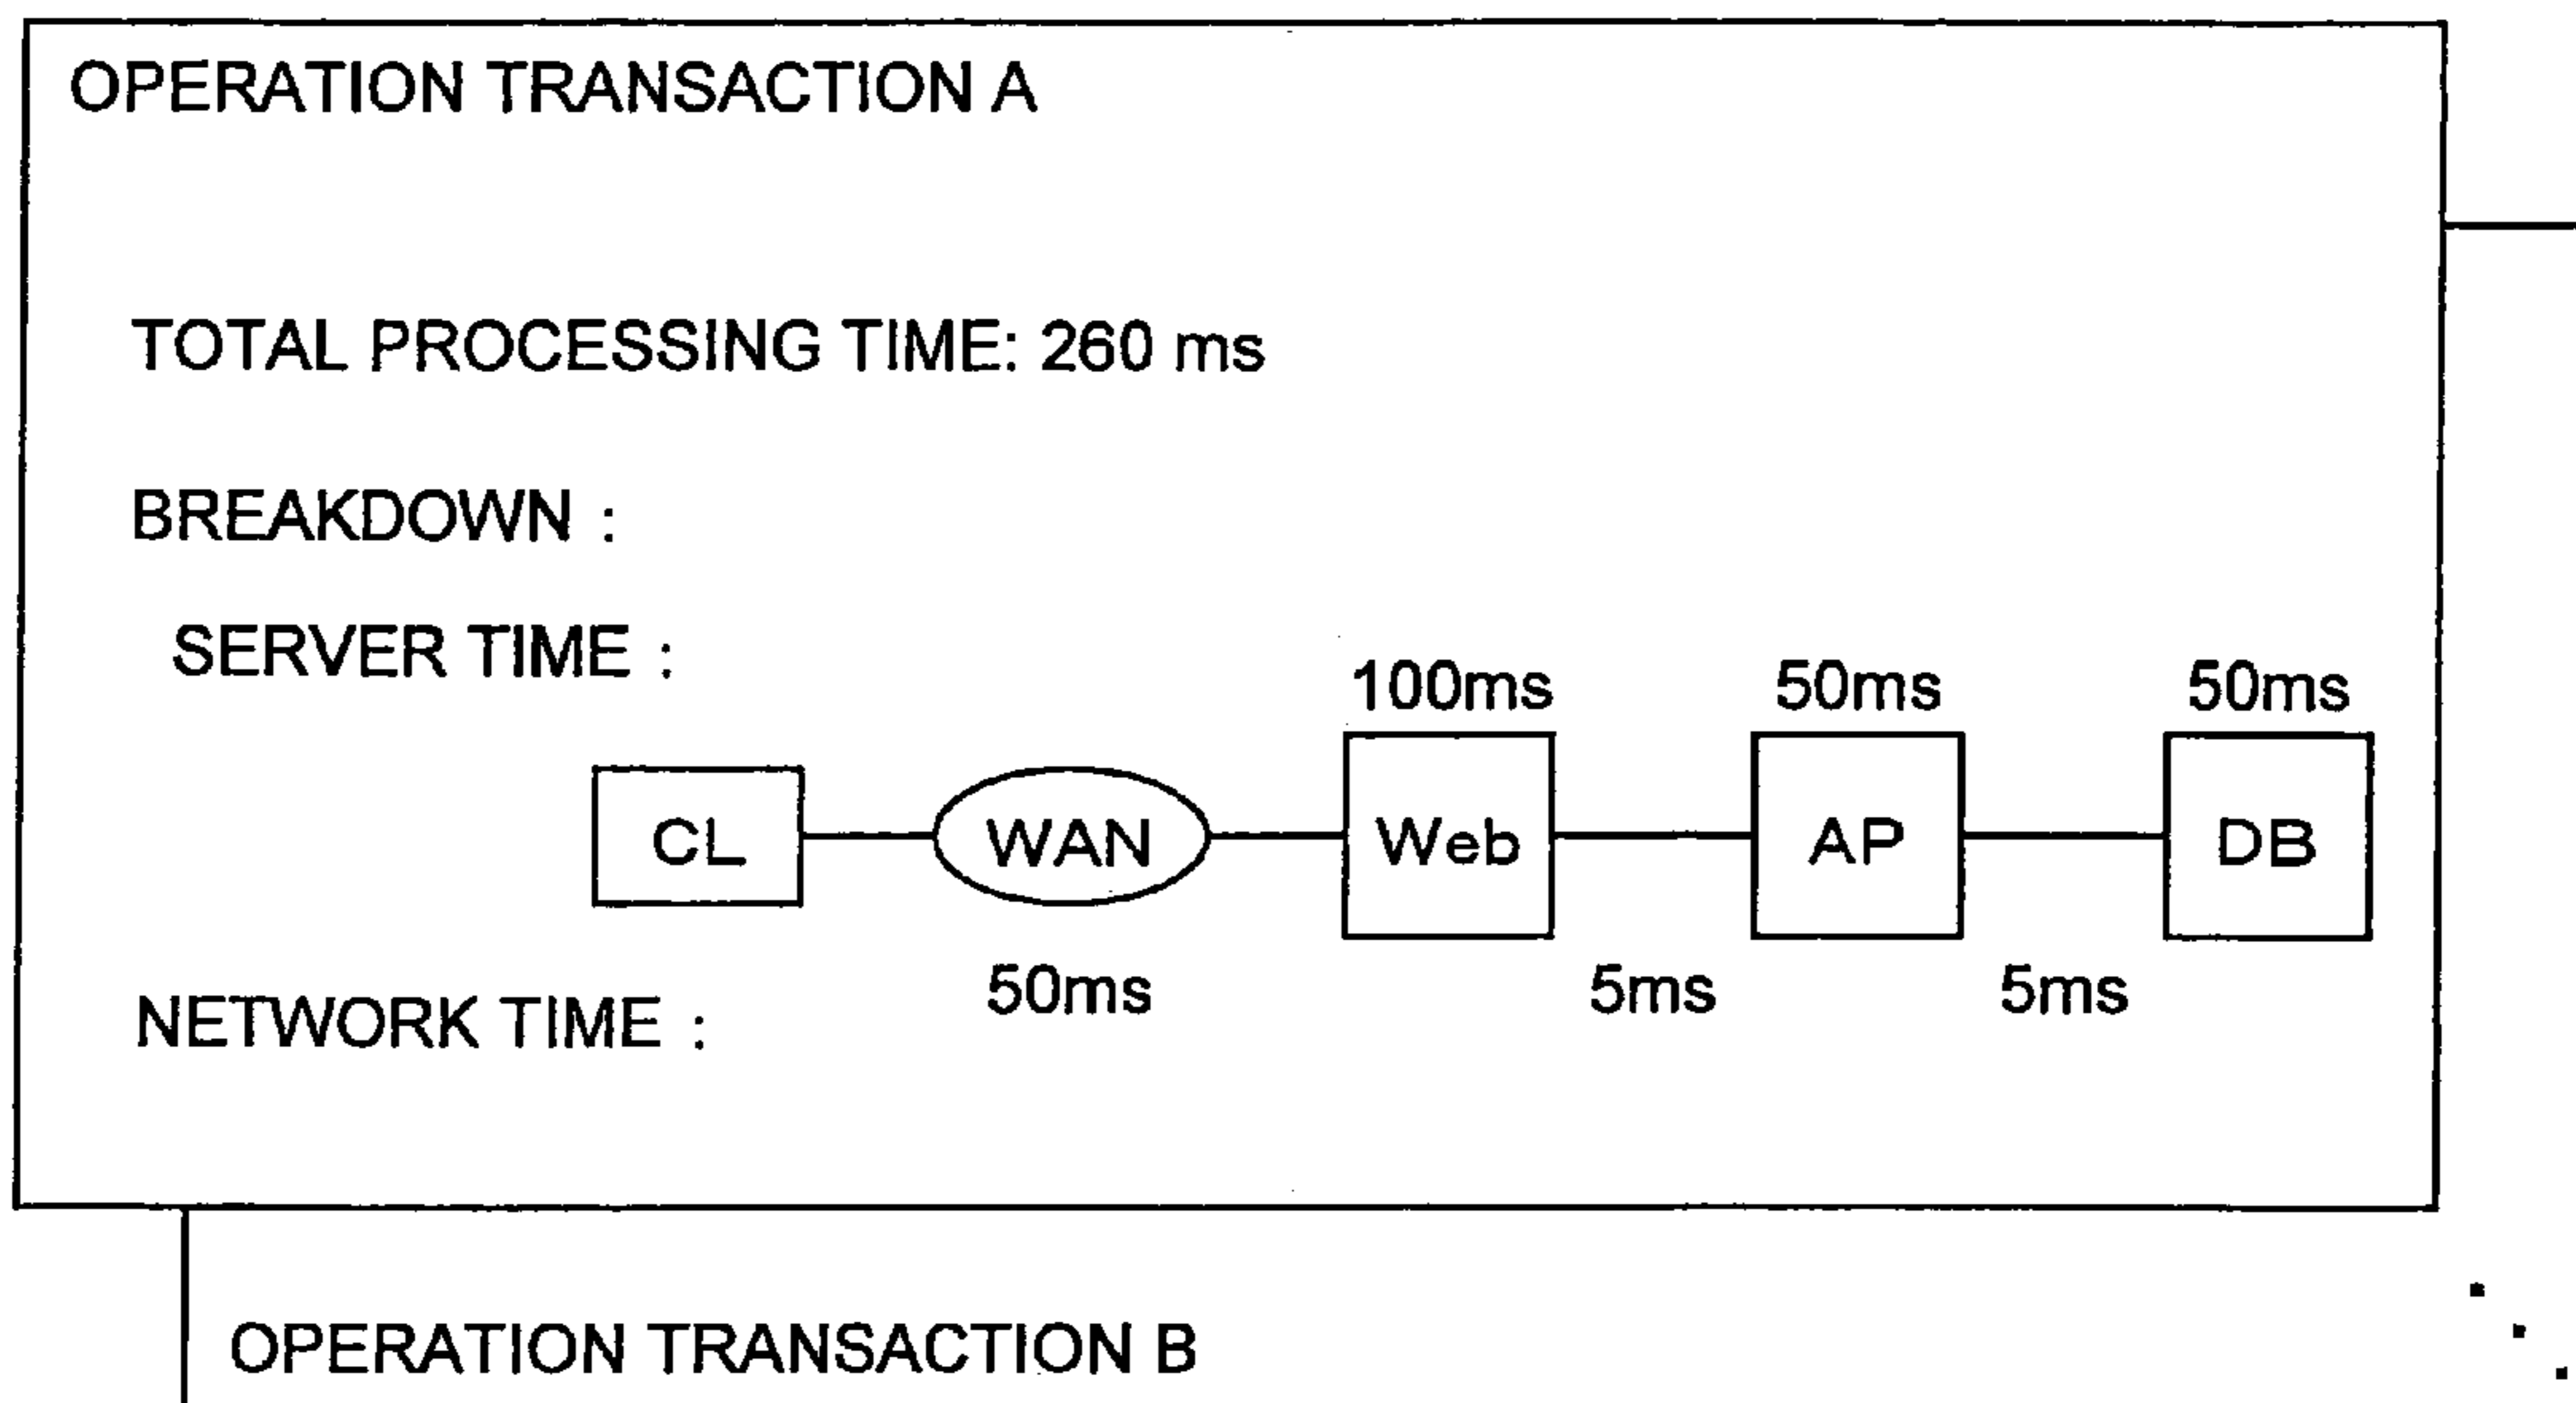 OPERATION TRANSACTION A
TOTAL PROCESSING TIME: 260 ms
BREAKDOWN :
SERVER TIME :
100ms 50ms 50ms
CL WAN Web AP DB
50ms 5ms 5ms
NETWORK TIME :
OPERATION TRANSACTION B